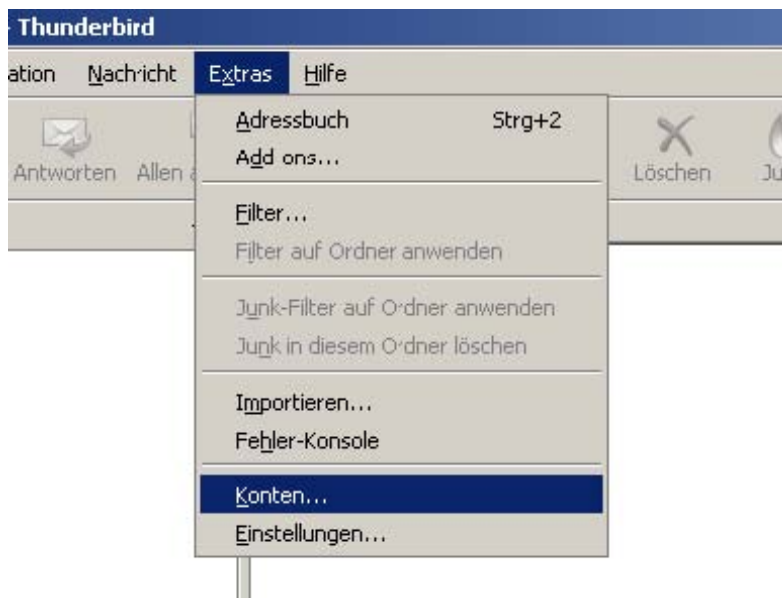 Thunderbird
ation Nachricht Extras Hilfe
Antworten Allen Löschen Ju
Adressbuch Strg+2
Add ons...
Filter...
Filter auf Ordner anwenden
Junk-Filter auf Ordner anwenden
Junk in diesem Ordner löschen
Importieren...
Fehler-Konsole
Konten...
Einstellungen...